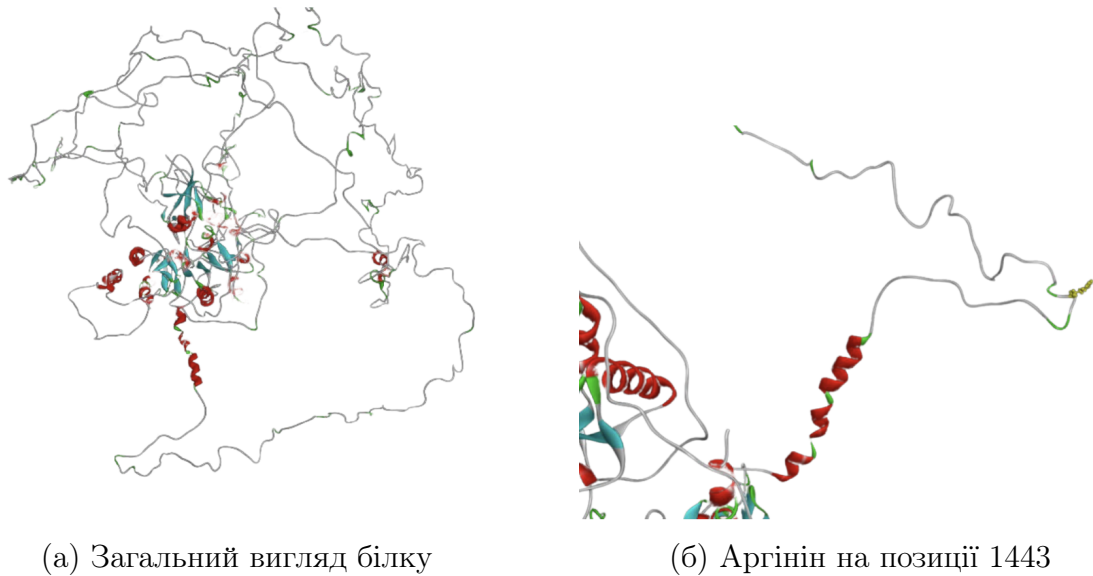 (а) Загальний вигляд білку
(б) Аргінін на позиції 1443